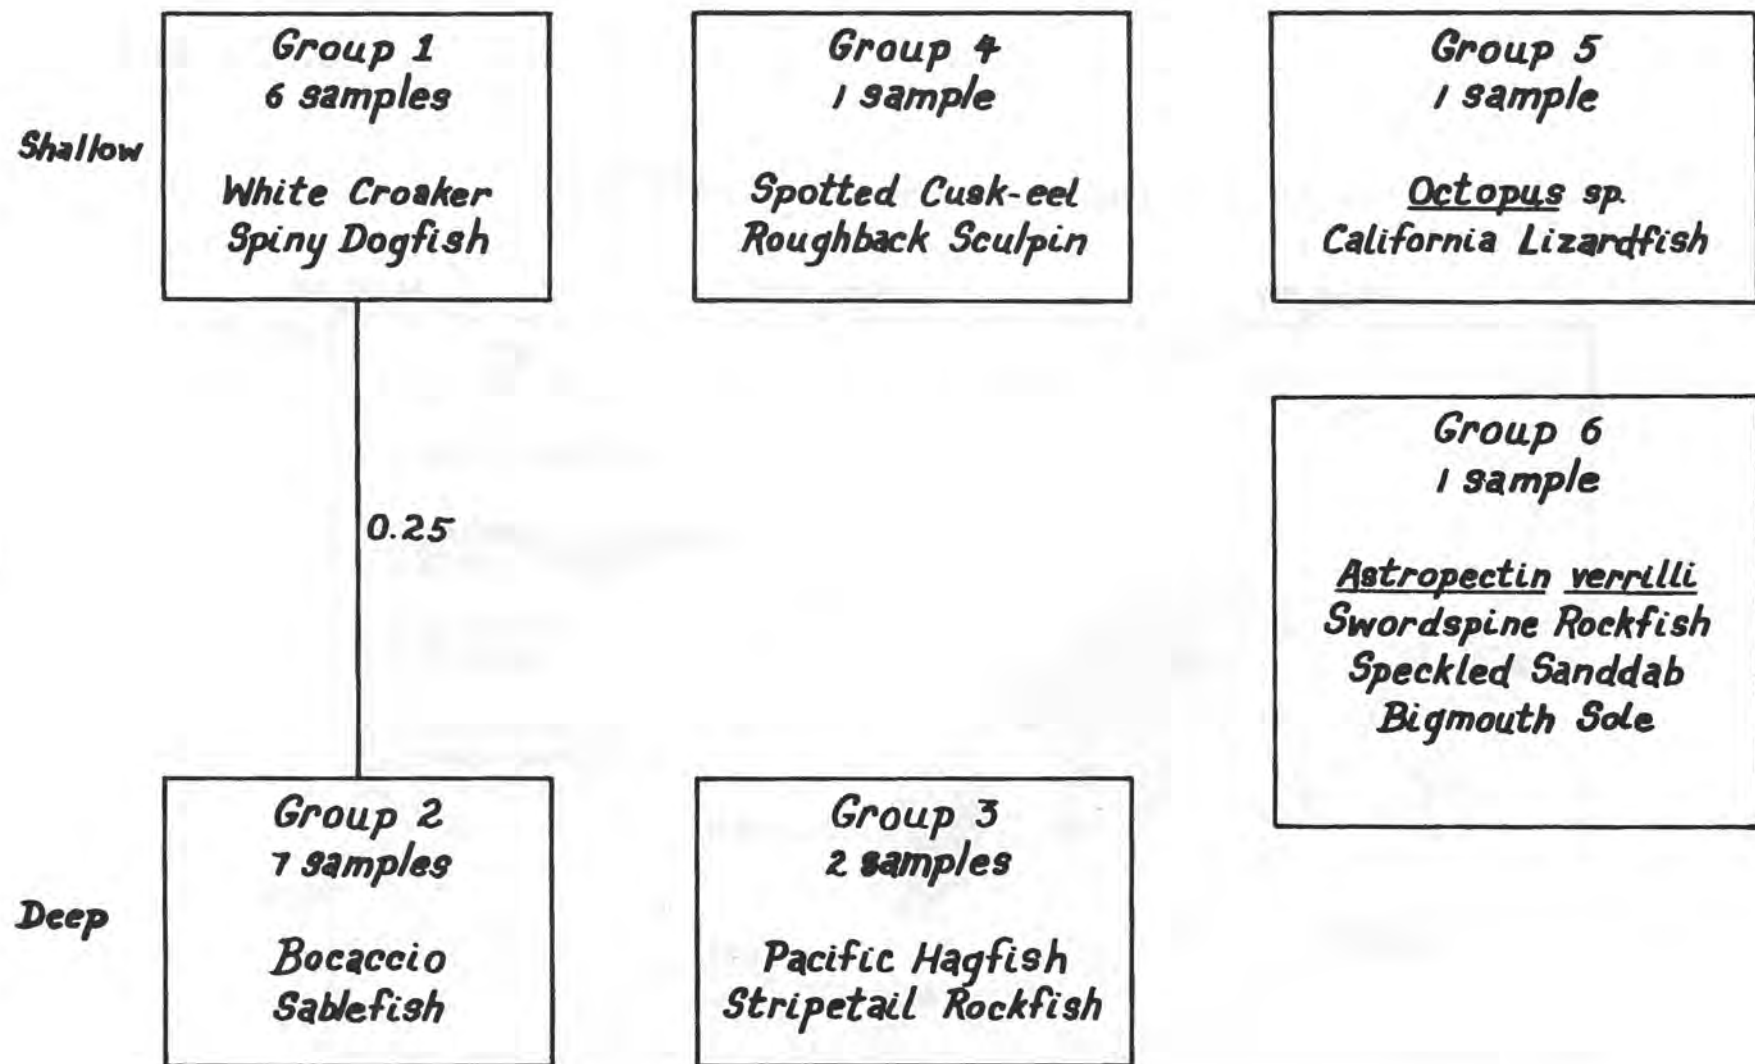 Shallow
Group 1
6 samples
White Croaker
Spiny Dogfish
Group 4
1 sample
Spotted Cusk-eel
Roughback Sculpin
Group 5
1 sample
Octopus sp.
California Lizardfish
0.25
Group 6
1 sample
Astropectin verrilli
Swordspine Rockfish
Speckled Sanddab
Bigmouth Sole
Deep
Group 2
7 samples
Bocaccio
Sablefish
Group 3
2 samples
Pacific Hagfish
Stripetail Rockfish